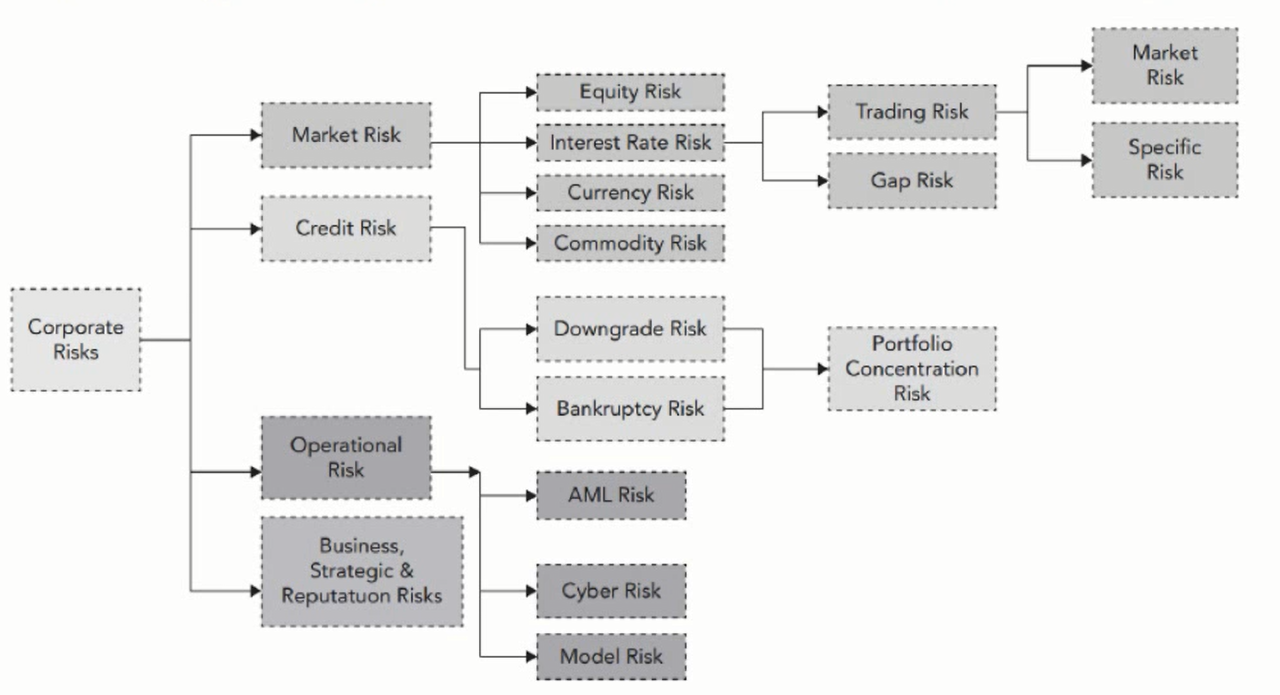 Corporate
Risks
Market Risk
Credit Risk
Operational
Risk
Business,
Strategic &
Reputatuon Risks
Equity Risk
Interest Rate Risk
Currency Risk
Commodity Risk
Downgrade Risk
Bankruptcy Risk
AML Risk
Cyber Risk
Model Risk
Trading Risk
Gap Risk
Portfolio
Concentration
Risk
Market
Risk
Specific
Risk